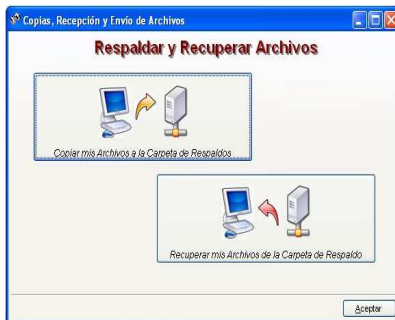 Copias, Recepción y Envío de Archivos
Respaldar y Recuperar Archivos
Copiar mis Archivos a la Carpeta de Respaldos
Recuperar mis Archivos de la Carpeta de Respaldo
Aceptar